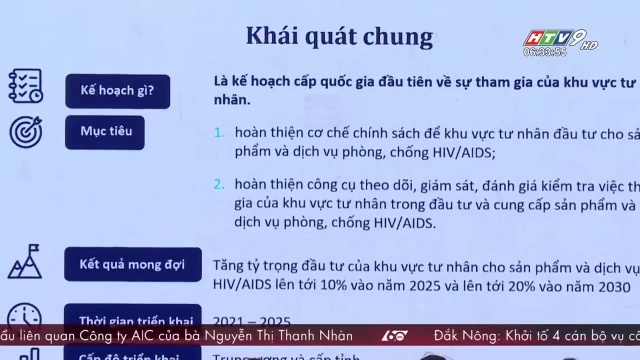 Khái quát chung
HTV9 HD
06:33:55
Kế hoạch gì?
Là kế hoạch cấp quốc gia đầu tiên về sự tham gia của khu vực tư
nhân.
Mục tiêu
1. hoàn thiện cơ chế chính sách để khu vực tư nhân đầu tư cho sả
phẩm và dịch vụ phòng, chống HIV/AIDS;
2. hoàn thiện công cụ theo dõi, giám sát, đánh giá kiểm tra việc th
gia của khu vực tư nhân trong đầu tư và cung cấp sản phẩm và
dịch vụ phòng, chống HIV/AIDS.
Kết quả mong đợi
Tăng tỷ trọng đầu tư của khu vực tư nhân cho sản phẩm và dịch vụ
HIV/AIDS lên tới 10% vào năm 2025 và lên tới 20% vào năm 2030
Thời gian triển khai
2021 – 2025
ẩu liên quan Công ty AIC của bà Nguyễn Thị Thanh Nhàn
60
Đắk Nông: Khởi tố 4 cán bộ vụ cấ
Cấp độ triển khai
Trung ương và cấp tỉnh